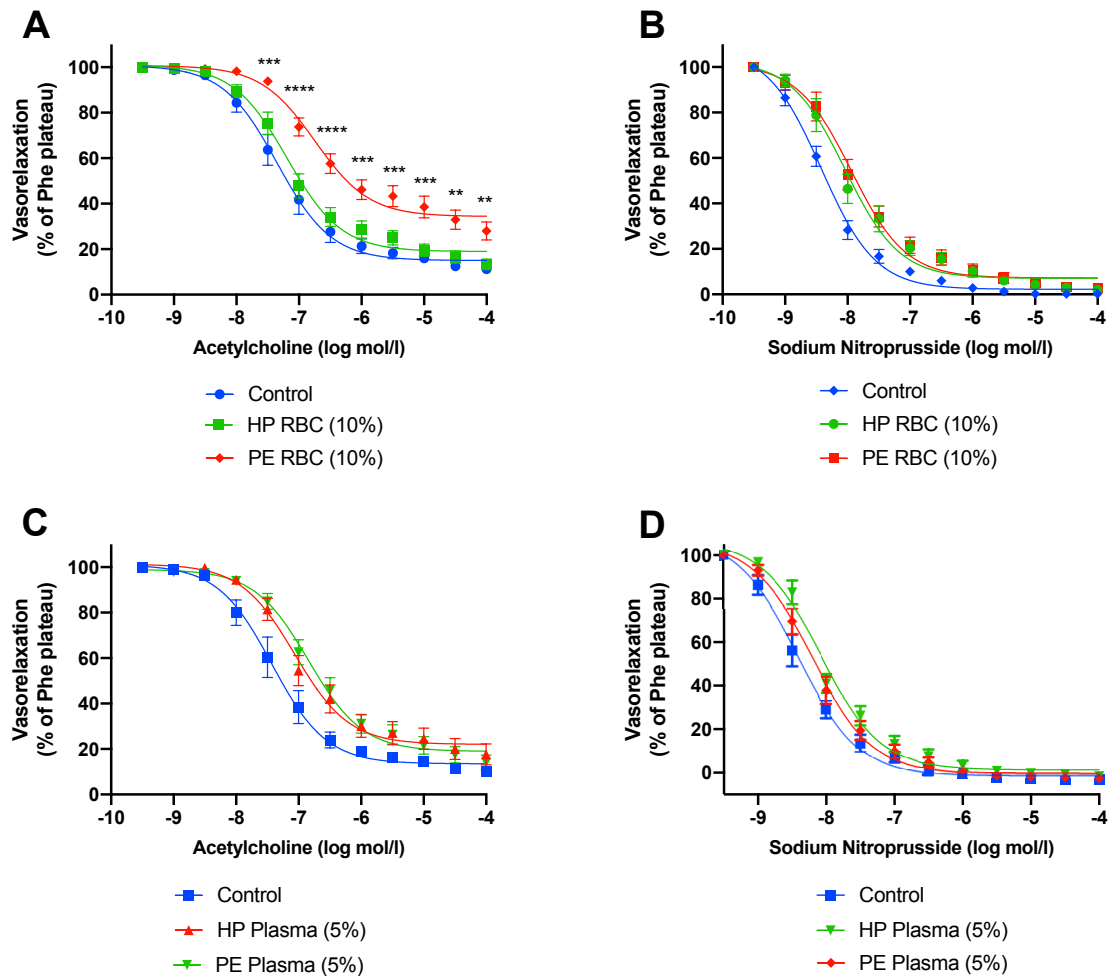 A
Vasorelaxation
(% of Phe plateau)
100
80
60
40
20
0
*** **** **** *** *** *** ** **
-10 -9 -8 -7 -6 -5 -4
Acetylcholine (log mol/l)
Control
HP RBC (10%)
PE RBC (10%)
B
Vasorelaxation
(% of Phe plateau)
100
80
60
40
20
0
-10 -9 -8 -7 -6 -5 -4
Sodium Nitroprusside (log mol/l)
Control
HP RBC (10%)
PE RBC (10%)
C
Vasorelaxation
(% of Phe plateau)
100
80
60
40
20
0
-10 -9 -8 -7 -6 -5 -4
Acetylcholine (log mol/l)
Control
HP Plasma (5%)
PE Plasma (5%)
D
Vasorelaxation
(% of Phe plateau)
100
80
60
40
20
0
-9 -8 -7 -6 -5 -4
Sodium Nitroprusside (log mol/l)
Control
HP Plasma (5%)
PE Plasma (5%)